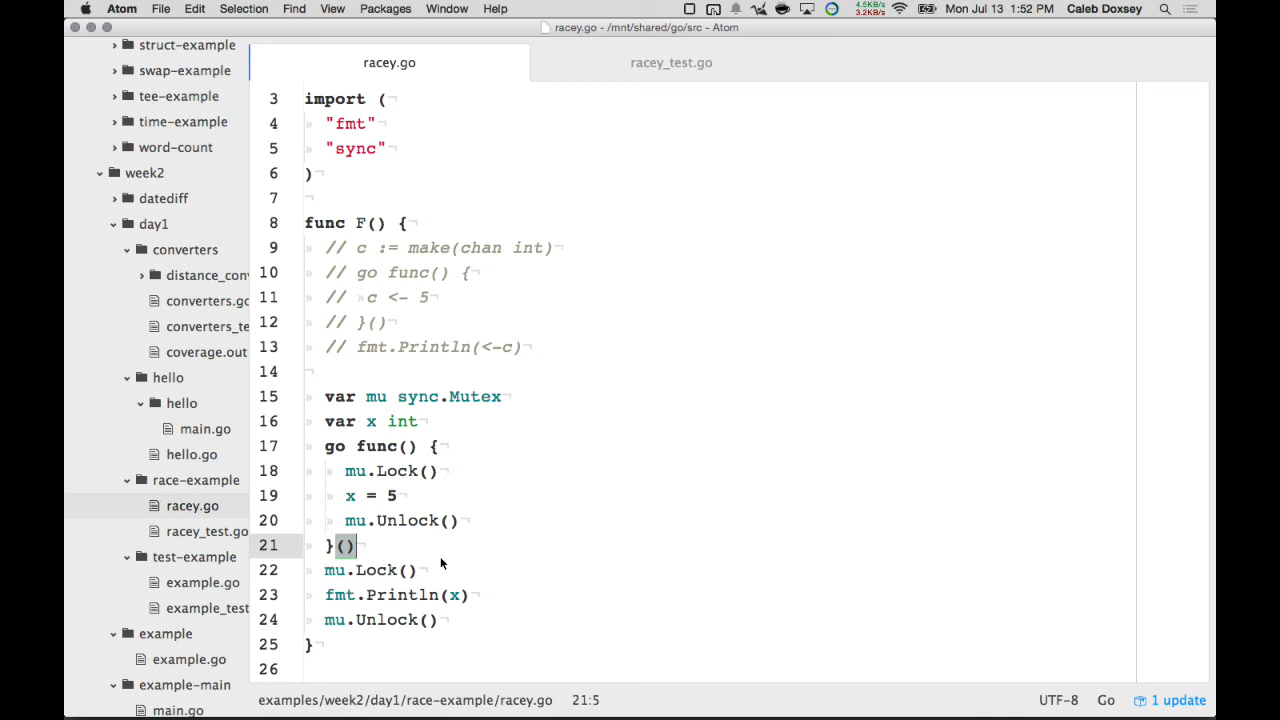 Atom File Edit Selection Find View Packages Window Help 4.5KB/s 3.2KB/s Mon Jul 13 1:52 PM Caleb Doxsey
racey.go - /mnt/shared/go/src - Atom
struct-example
swap-example
tee-example
time-example
word-count
week2
datediff
day1
converters
distance_con
converters.go
converters_te
coverage.out
hello
hello
main.go
hello.go
race-example
racey.go
racey_test.go
test-example
example.go
example_test
example
example.go
example-main
main.go
racey.go racey_test.go
3 import (
4 "fmt"
5 "sync"
6 )
7
8 func F() {
9 // c := make(chan int)
10 // go func() {
11 // c <- 5
12 // }()
13 // fmt.Println(<-c)
14
15 var mu sync.Mutex
16 var x int
17 go func() {
18 mu.Lock()
19 x = 5
20 mu.Unlock()
21 }()
22 mu.Lock()
23 fmt.Println(x)
24 mu.Unlock()
25 }
26
examples/week2/day1/race-example/racey.go 21:5 UTF-8 Go 1 update